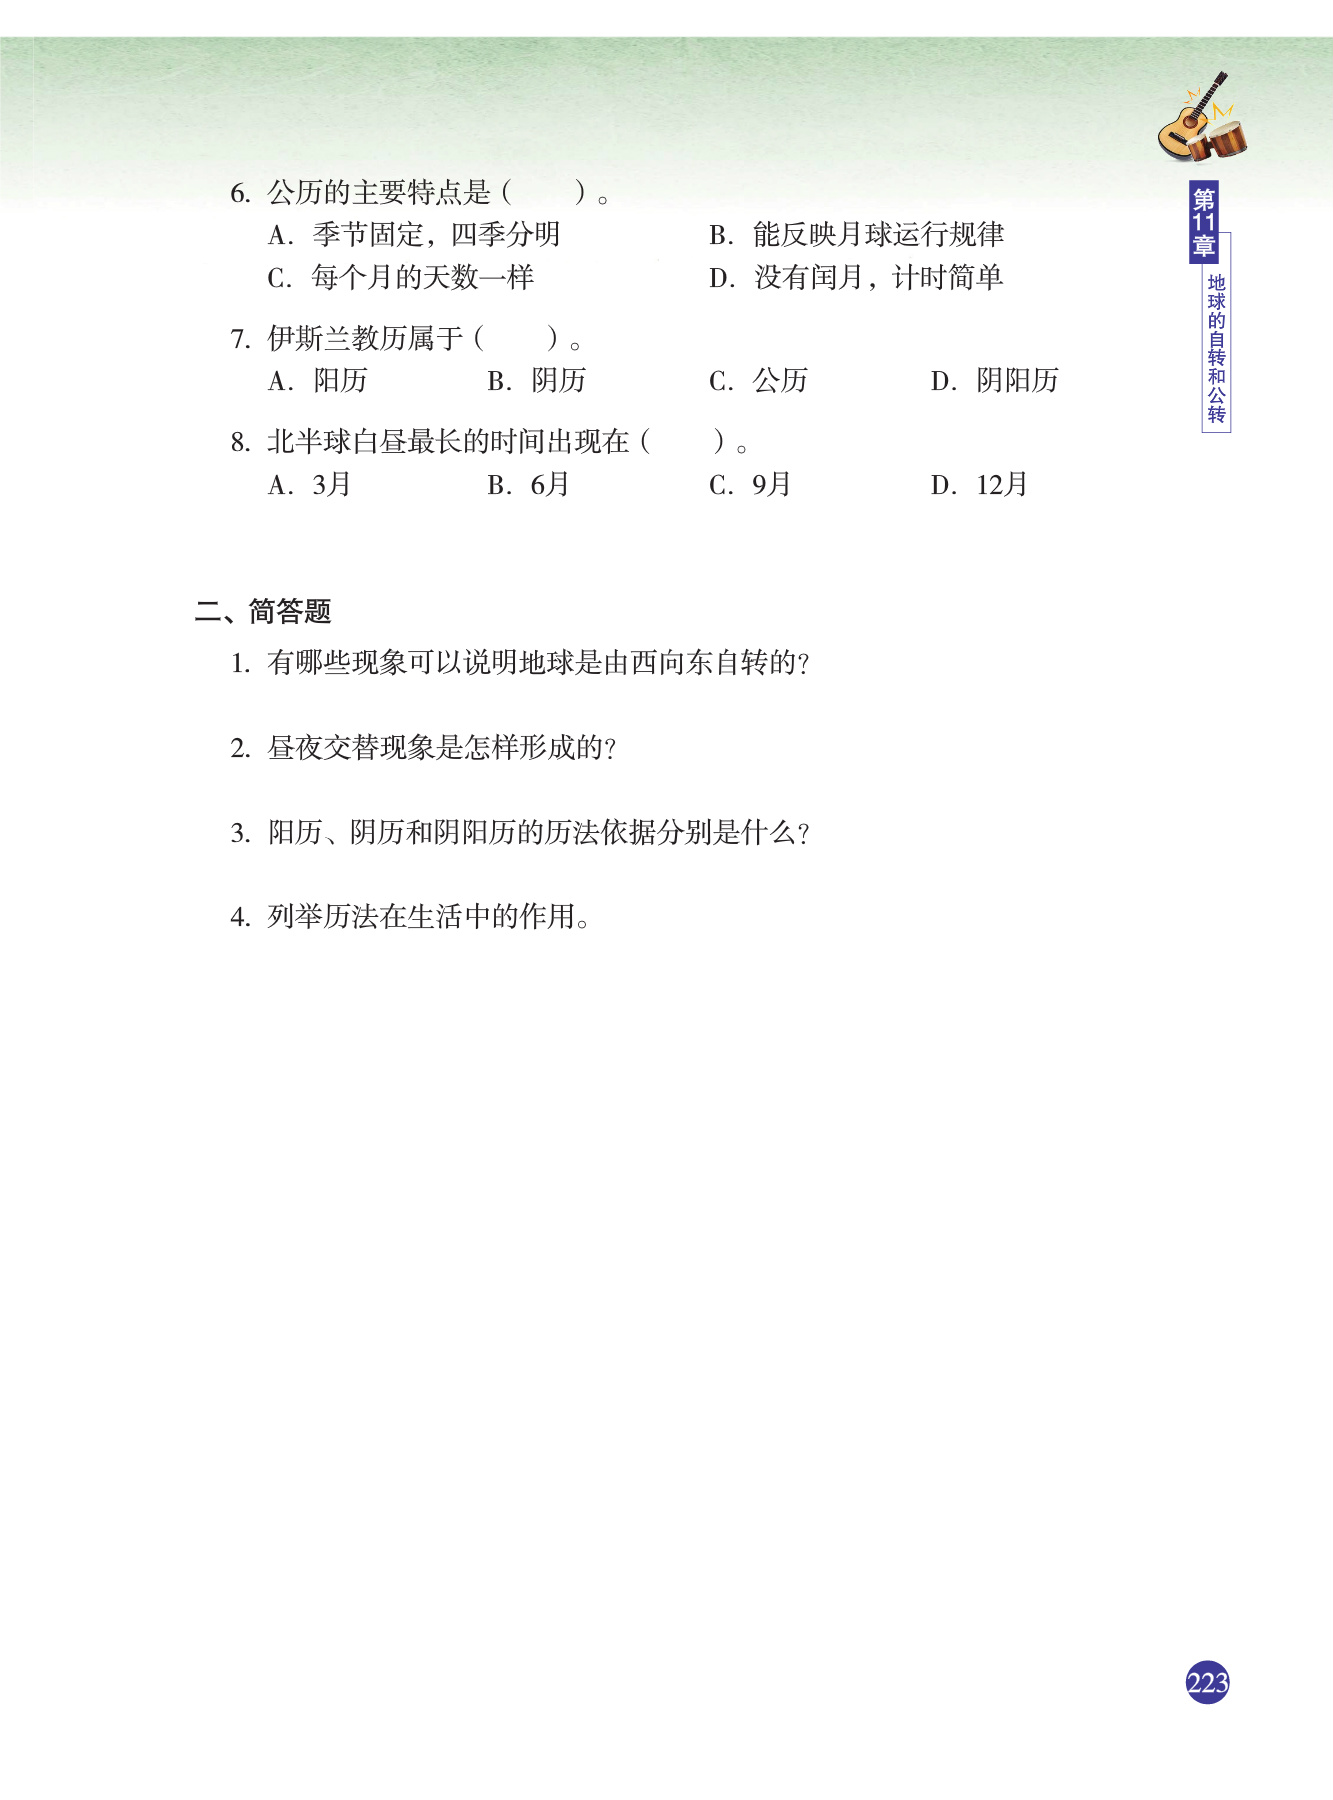 6. 公历的主要特点是（　　）。
A. 季节固定，四季分明　B. 能反映月球运行规律
C. 每个月的天数一样　D. 没有闰月，计时简单
7. 伊斯兰教历属于（　　）。
A. 阳历　B. 阴历　C. 公历　D. 阴阳历
8. 北半球白昼最长的时间出现在（　　）。
A. 3月　B. 6月　C. 9月　D. 12月
二、简答题
1. 有哪些现象可以说明地球是由西向东自转的？
2. 昼夜交替现象是怎样形成的？
3. 阳历、阴历和阴阳历的历法依据分别是什么？
4. 列举历法在生活中的作用。
第11章
地球的自转和公转
223